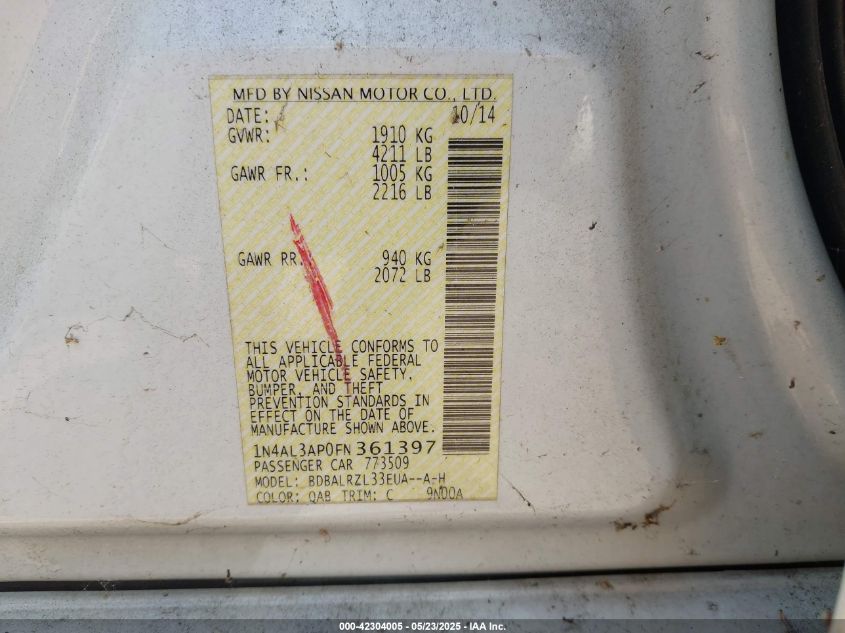 MFD BY NISSAN MOTOR CO., LTD.
DATE: 10/14
GVWR: 1910 KG
4211 LB
GAWR FR.: 1005 KG
2216 LB
GAWR RR.: 940 KG
2072 LB
THIS VEHICLE CONFORMS TO
ALL APPLICABLE FEDERAL
MOTOR VEHICLE SAFETY,
BUMPER, AND THEFT
PREVENTION STANDARDS IN
EFFECT ON THE DATE OF
MANUFACTURE SHOWN ABOVE.
1N4AL3AP0FN361397
PASSENGER CAR 773509
MODEL: BDBALRZL33EUA--A-H
COLOR: QAB TRIM: C 9N00A
000-42304005 - 05/23/2025 - IAA Inc.